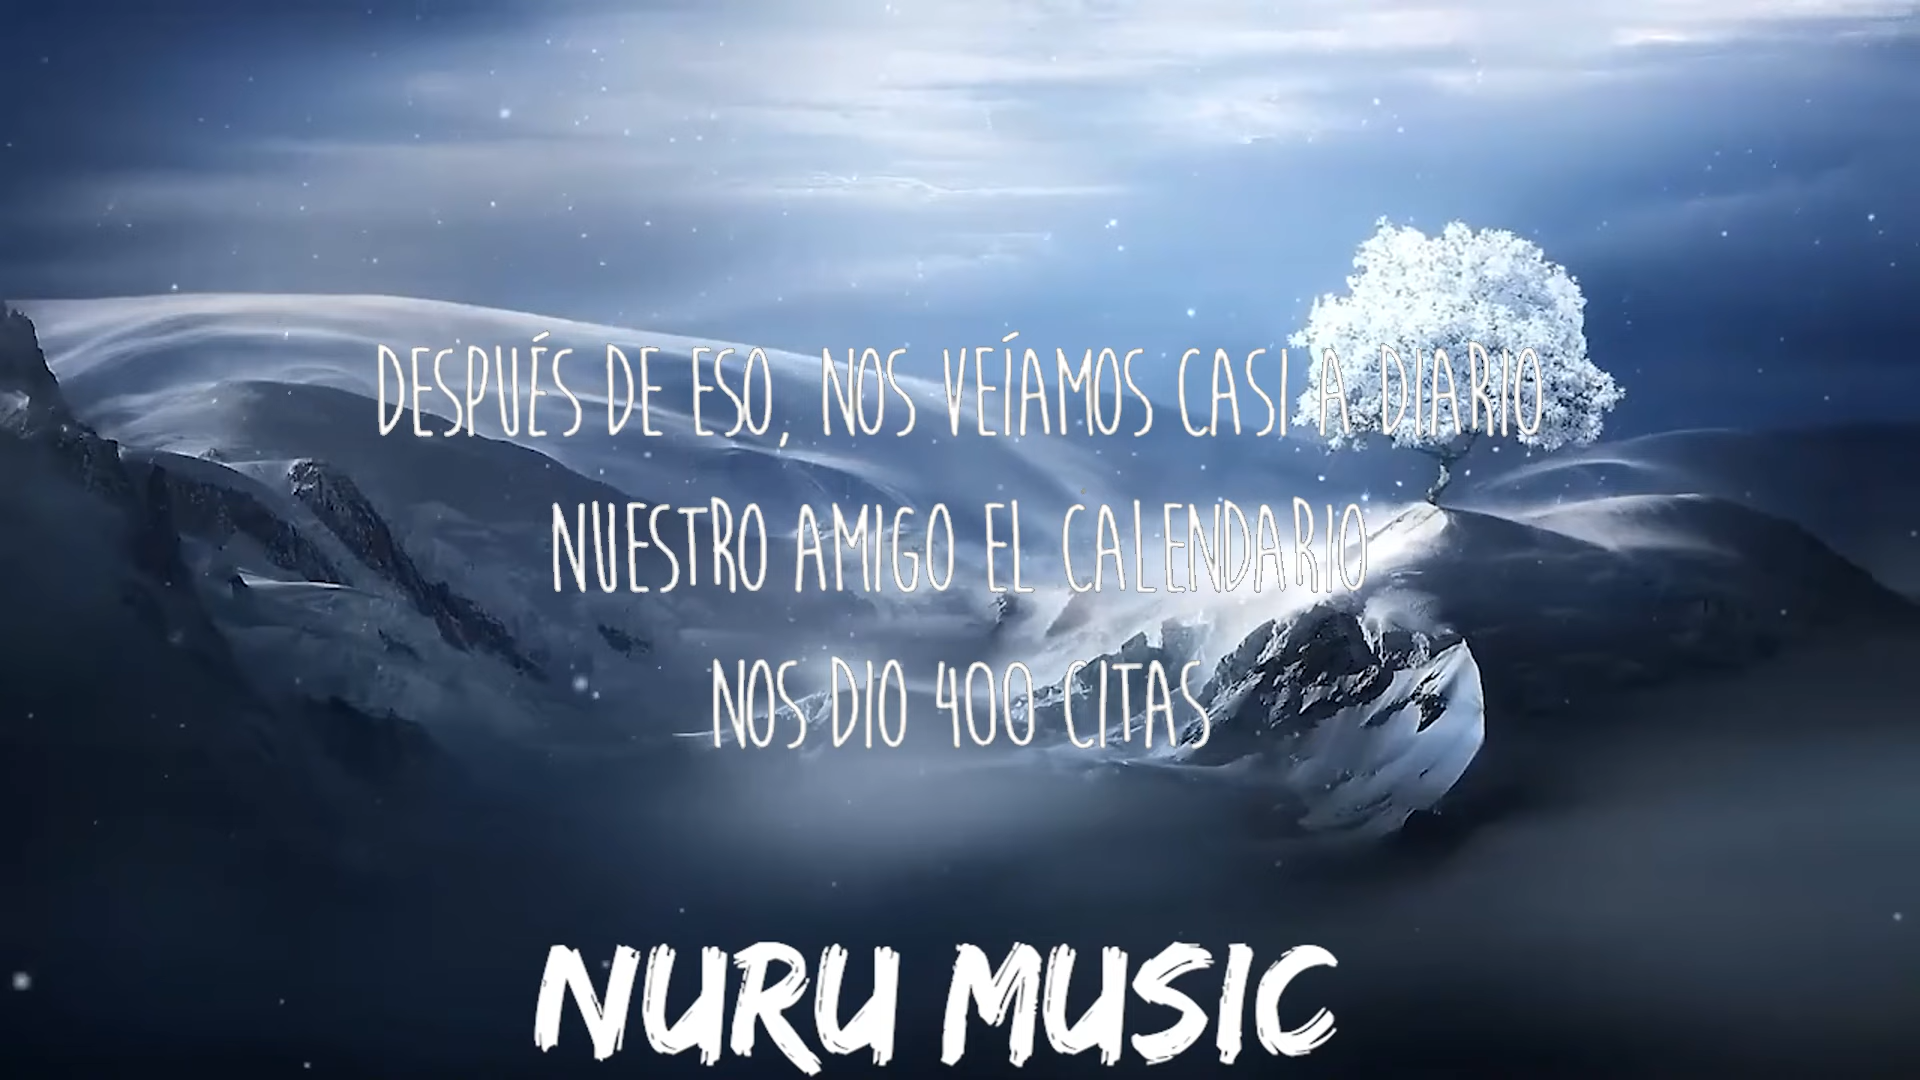 DESPUÉS DE ESO, NOS VEÍAMOS CASI A DIARIO
NUESTRO AMIGO EL CALENDARIO
NOS DIO 400 CITAS
NURU MUSIC